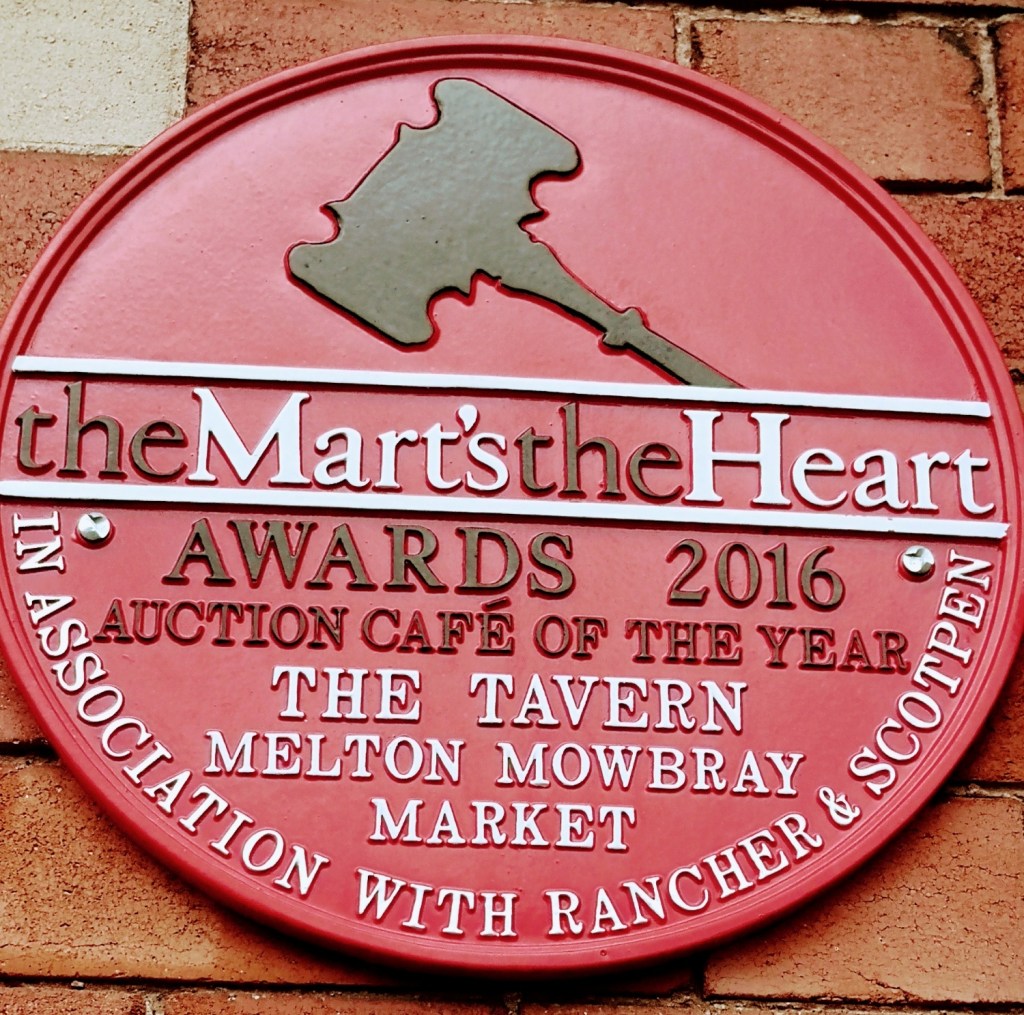 theMart'stheHeart
AWARDS 2016
AUCTION CAFÉ OF THE YEAR
THE TAVERN
MELTON MOWBRAY
MARKET
IN ASSOCIATION WITH RANCHER & SCOTPEN